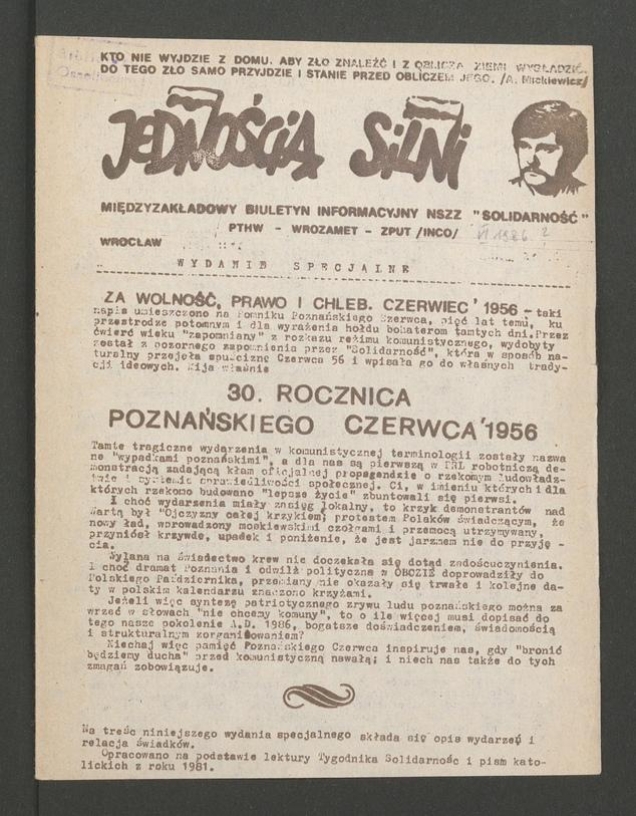 KTO NIE WYJDZIE Z DOMU, ABY ZŁO ZNALEŹĆ I Z OBLICZA ZIEMI WYGŁADZIĆ.
DO TEGO ZŁO SAMO PRZYJDZIE I STANIE PRZED OBLICZEM JEGO. /A. Mickiewicz/
JEDNOŚCIĄ SILNI
MIĘDZYZAKŁADOWY BIULETYN INFORMACYJNY NSZZ "SOLIDARNOŚĆ"
PTHW - WROZAMET - ZPUT /INCO/
VI 1986 2
WROCŁAW
WYDANIE SPECJALNE
ZA WOLNOŚĆ, PRAWO I CHLEB. CZERWIEC' 1956 - taki
napis umieszczono na Pomniku Poznańskiego Czerwca, pięć lat temu, ku
przestrodze potomnym i dla wyrażenia hołdu bohaterom tamtych dni. Przez
ćwierć wieku "zapomniany" z rozkazu reżimu komunistycznego, wydobyty
został z pozornego zapomnienia przez "Solidarność", która w sposób na-
turalny przejęła spuściznę Czerwca 56 i wpisała go do własnych trady-
cji ideowych. Mija właśnie
30. ROCZNICA
POZNAŃSKIEGO CZERWCA'1956
Tamte tragiczne wydarzenia w komunistycznej terminologii zostały nazwa
ne "wypadkami poznańskimi", a dla nas są pierwszą w PRL robotniczą de-
monstracją zadającą kłam oficjalnej propagandzie o rzekomym ludowładz-
twie i systemie sprawiedliwości społecznej. Ci, w imieniu których i dla
których rzekomo budowano "lepsze życie" zbuntowali się pierwsi.
I choć wydarzenia miały zasięg lokalny, to krzyk demonstrantów nad
Wartą był "Ojczyzny całej krzykiem; protestem Polaków świadczącym, że
nowy ład, wprowadzony moskiewskimi czołgami i przemocą utrzymywany,
przyniósł krzywdę, upadek i poniżenie, że jest jarzmem nie do przyję -
cia.
Sylana na świadectwo krew nie doczekała się dotąd zadośćuczynienia.
I choć dramat Poznania i odwilż polityczna w OBOZIE doprowadziły do
Polskiego Października, przemiany nie okazały się trwałe i kolejne da-
ty w polskim kalendarzu znaczono krzyżami.
Jeżeli więc syntezę patriotycznego zrywu ludu poznańskiego można za
wrzeć w słowach "nie chcemy komuny", to o ile więcej musi dopisać do
tego nasze pokolenie A.D. 1986, bogatsze doświadczeniem, świadomością
i strukturalnym zorganizowaniem?
Niechaj więc pamięć Poznańskiego Czerwca inspiruje nas, gdy "bronić
będziemy ducha" przed komunistyczną nawałą; i niech nas także do tych
zmagań zobowiązuje.
Na treść niniejszego wydania specjalnego składa się opis wydarzeń i
relacja świadków.
Opracowano na podstawie lektury Tygodnika Solidarność i pism kato-
lickich z roku 1981.